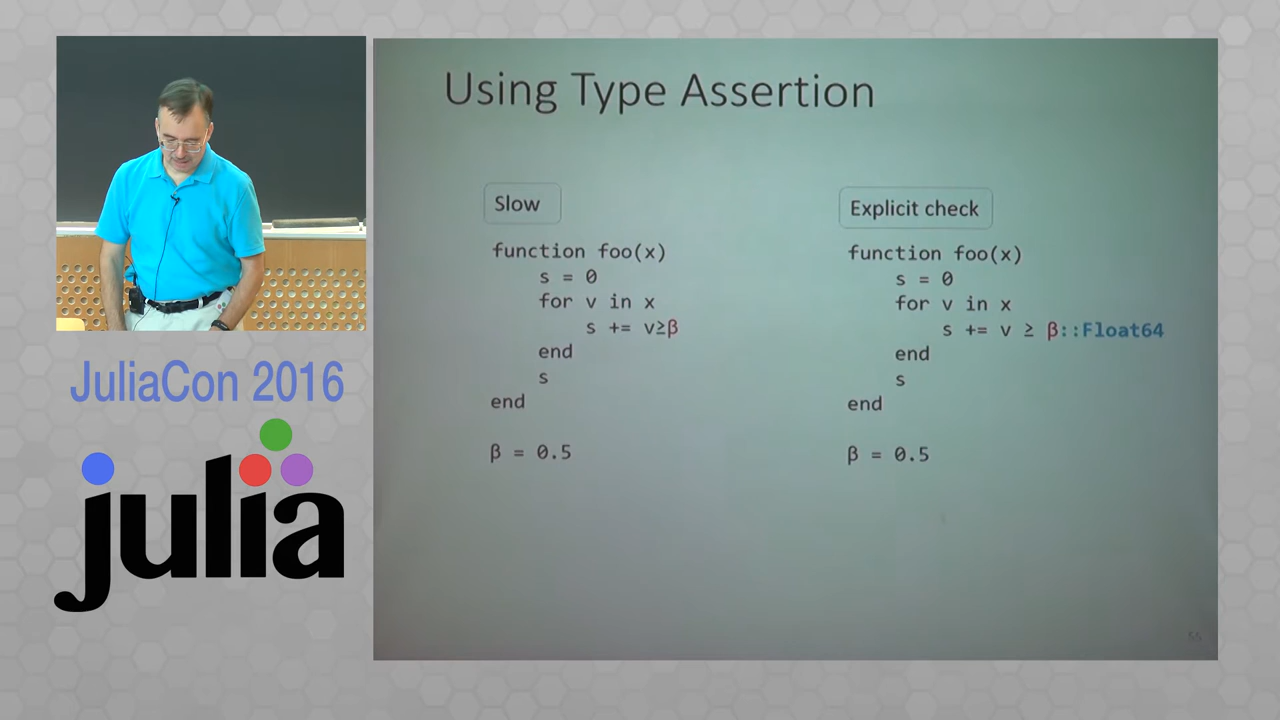 Using Type Assertion
Slow
function foo(x)
s = 0
for v in x
s += v≥β
end
s
end
β = 0.5
Explicit check
function foo(x)
s = 0
for v in x
s += v ≥ β::Float64
end
s
end
β = 0.5
55
JuliaCon 2016
julia